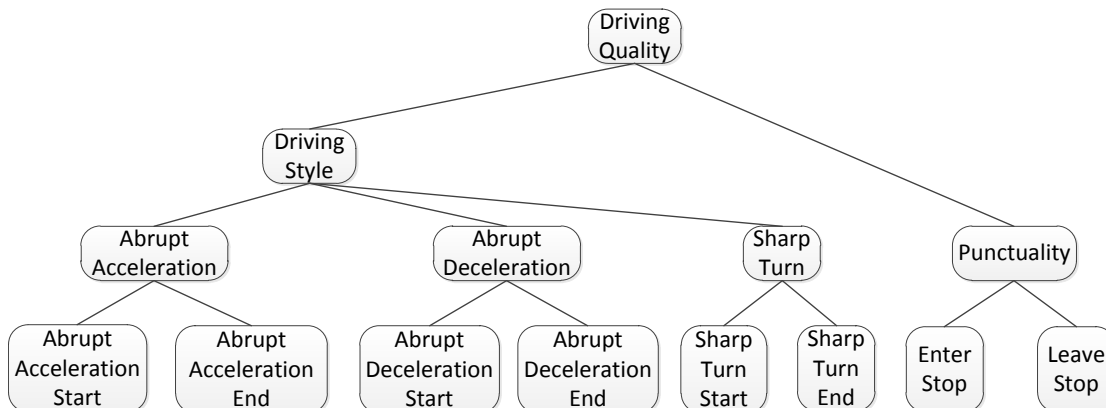 Driving
Quality
Driving
Style
Abrupt
Acceleration
Abrupt
Deceleration
Sharp
Turn
Punctuality
Abrupt
Acceleration
Start
Abrupt
Acceleration
End
Abrupt
Deceleration
Start
Abrupt
Deceleration
End
Sharp
Turn
Start
Sharp
Turn
End
Enter
Stop
Leave
Stop